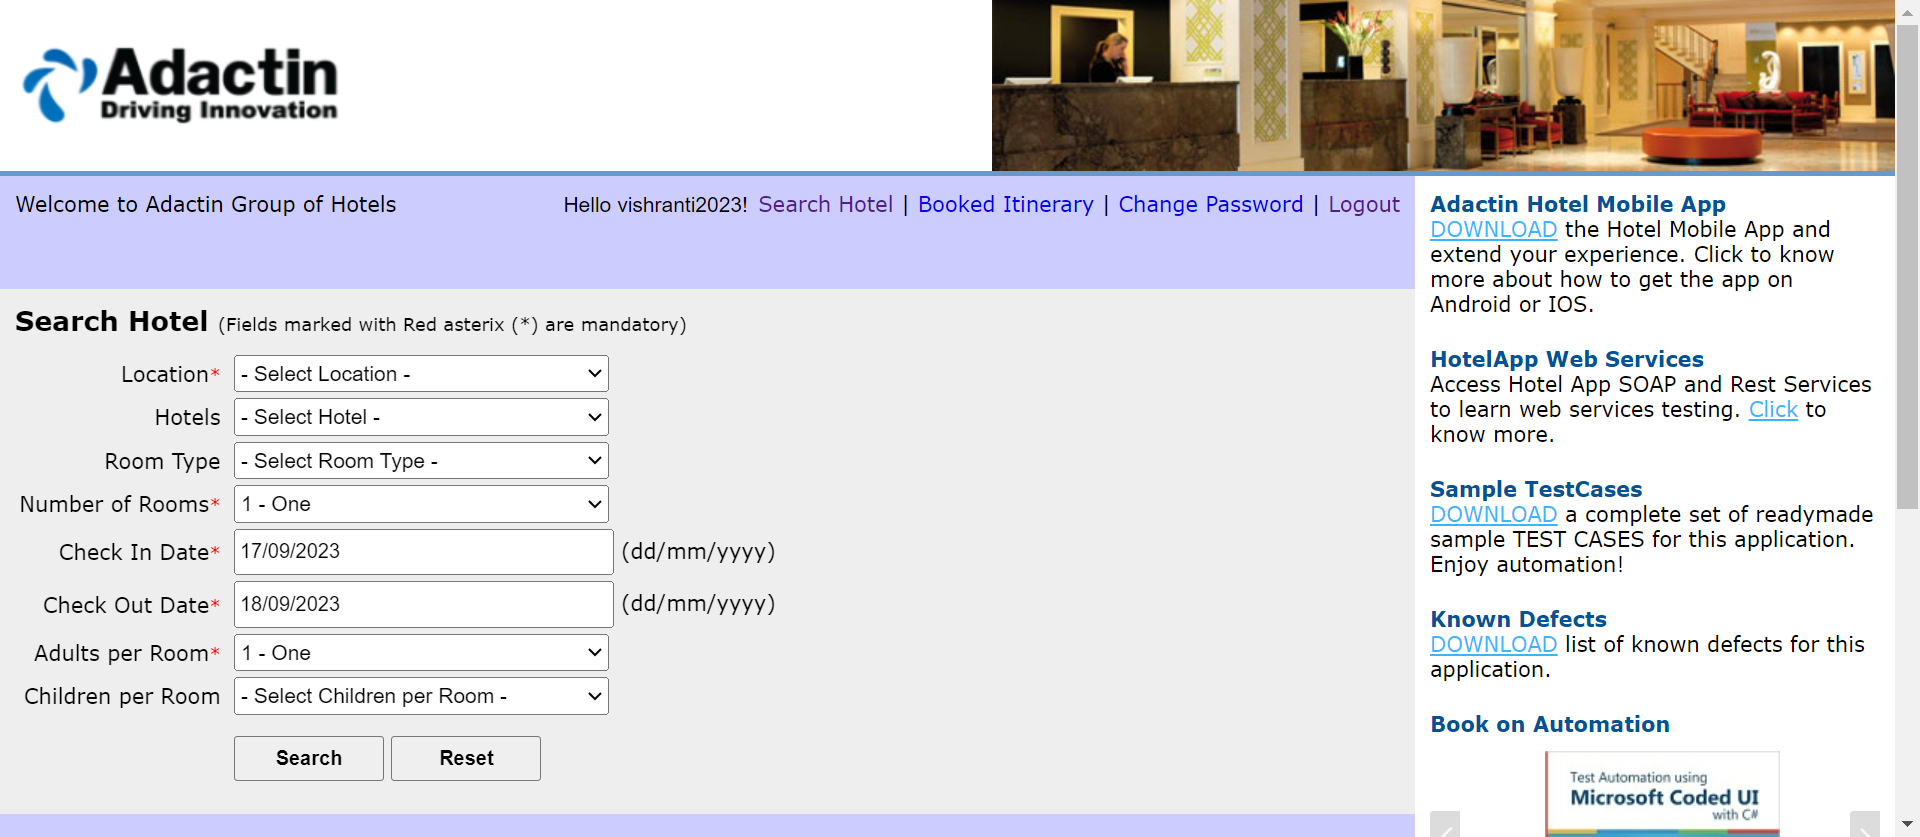 Adactin
Driving Innovation
Welcome to Adactin Group of Hotels
Hello vishranti2023! Search Hotel | Booked Itinerary | Change Password | Logout
Search Hotel (Fields marked with Red asterix (*) are mandatory)
Location* - Select Location -
Hotels - Select Hotel -
Room Type - Select Room Type -
Number of Rooms* 1 - One
Check In Date* 17/09/2023 (dd/mm/yyyy)
Check Out Date* 18/09/2023 (dd/mm/yyyy)
Adults per Room* 1 - One
Children per Room - Select Children per Room -
Search Reset
Adactin Hotel Mobile App
DOWNLOAD the Hotel Mobile App and
extend your experience. Click to know
more about how to get the app on
Android or IOS.
HotelApp Web Services
Access Hotel App SOAP and Rest Services
to learn web services testing. Click to
know more.
Sample TestCases
DOWNLOAD a complete set of readymade
sample TEST CASES for this application.
Enjoy automation!
Known Defects
DOWNLOAD list of known defects for this
application.
Book on Automation
Test Automation using
Microsoft Coded UI
with C#